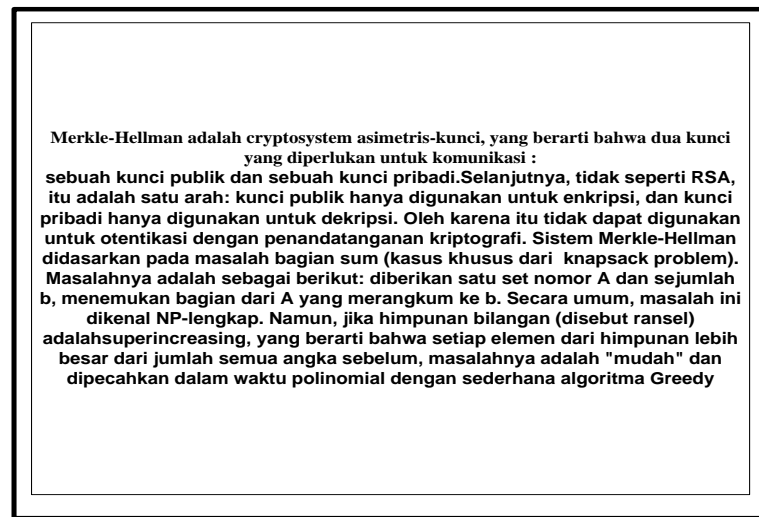 Merkle-Hellman adalah cryptosystem asimetris-kunci, yang berarti bahwa dua kunci
yang diperlukan untuk komunikasi :
sebuah kunci publik dan sebuah kunci pribadi.Selanjutnya, tidak seperti RSA,
itu adalah satu arah: kunci publik hanya digunakan untuk enkripsi, dan kunci
pribadi hanya digunakan untuk dekripsi. Oleh karena itu tidak dapat digunakan
untuk otentikasi dengan penandatanganan kriptografi. Sistem Merkle-Hellman
didasarkan pada masalah bagian sum (kasus khusus dari  knapsack problem).
Masalahnya adalah sebagai berikut: diberikan satu set nomor A dan sejumlah
b, menemukan bagian dari A yang merangkum ke b. Secara umum, masalah ini
dikenal NP-lengkap. Namun, jika himpunan bilangan (disebut ransel)
adalahsuperincreasing, yang berarti bahwa setiap elemen dari himpunan lebih
besar dari jumlah semua angka sebelum, masalahnya adalah "mudah" dan
dipecahkan dalam waktu polinomial dengan sederhana algoritma Greedy